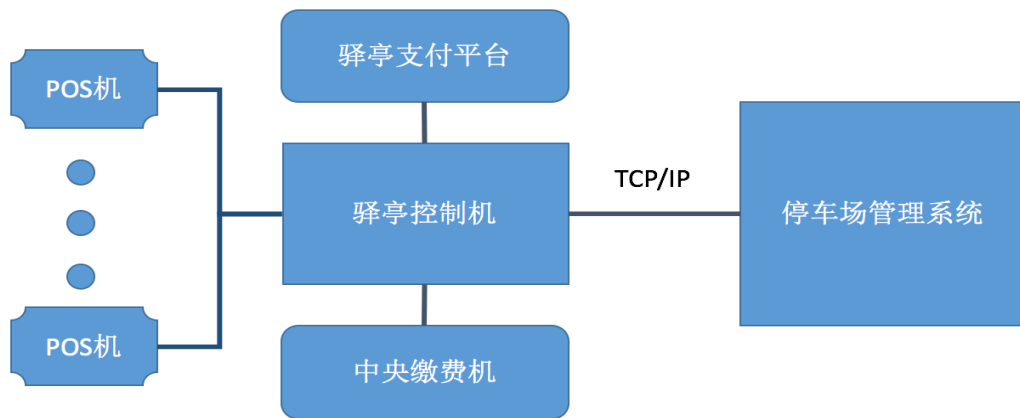 驿亭支付平台
POS机
驿亭控制机
TCP/IP
停车场管理系统
POS机
中央缴费机